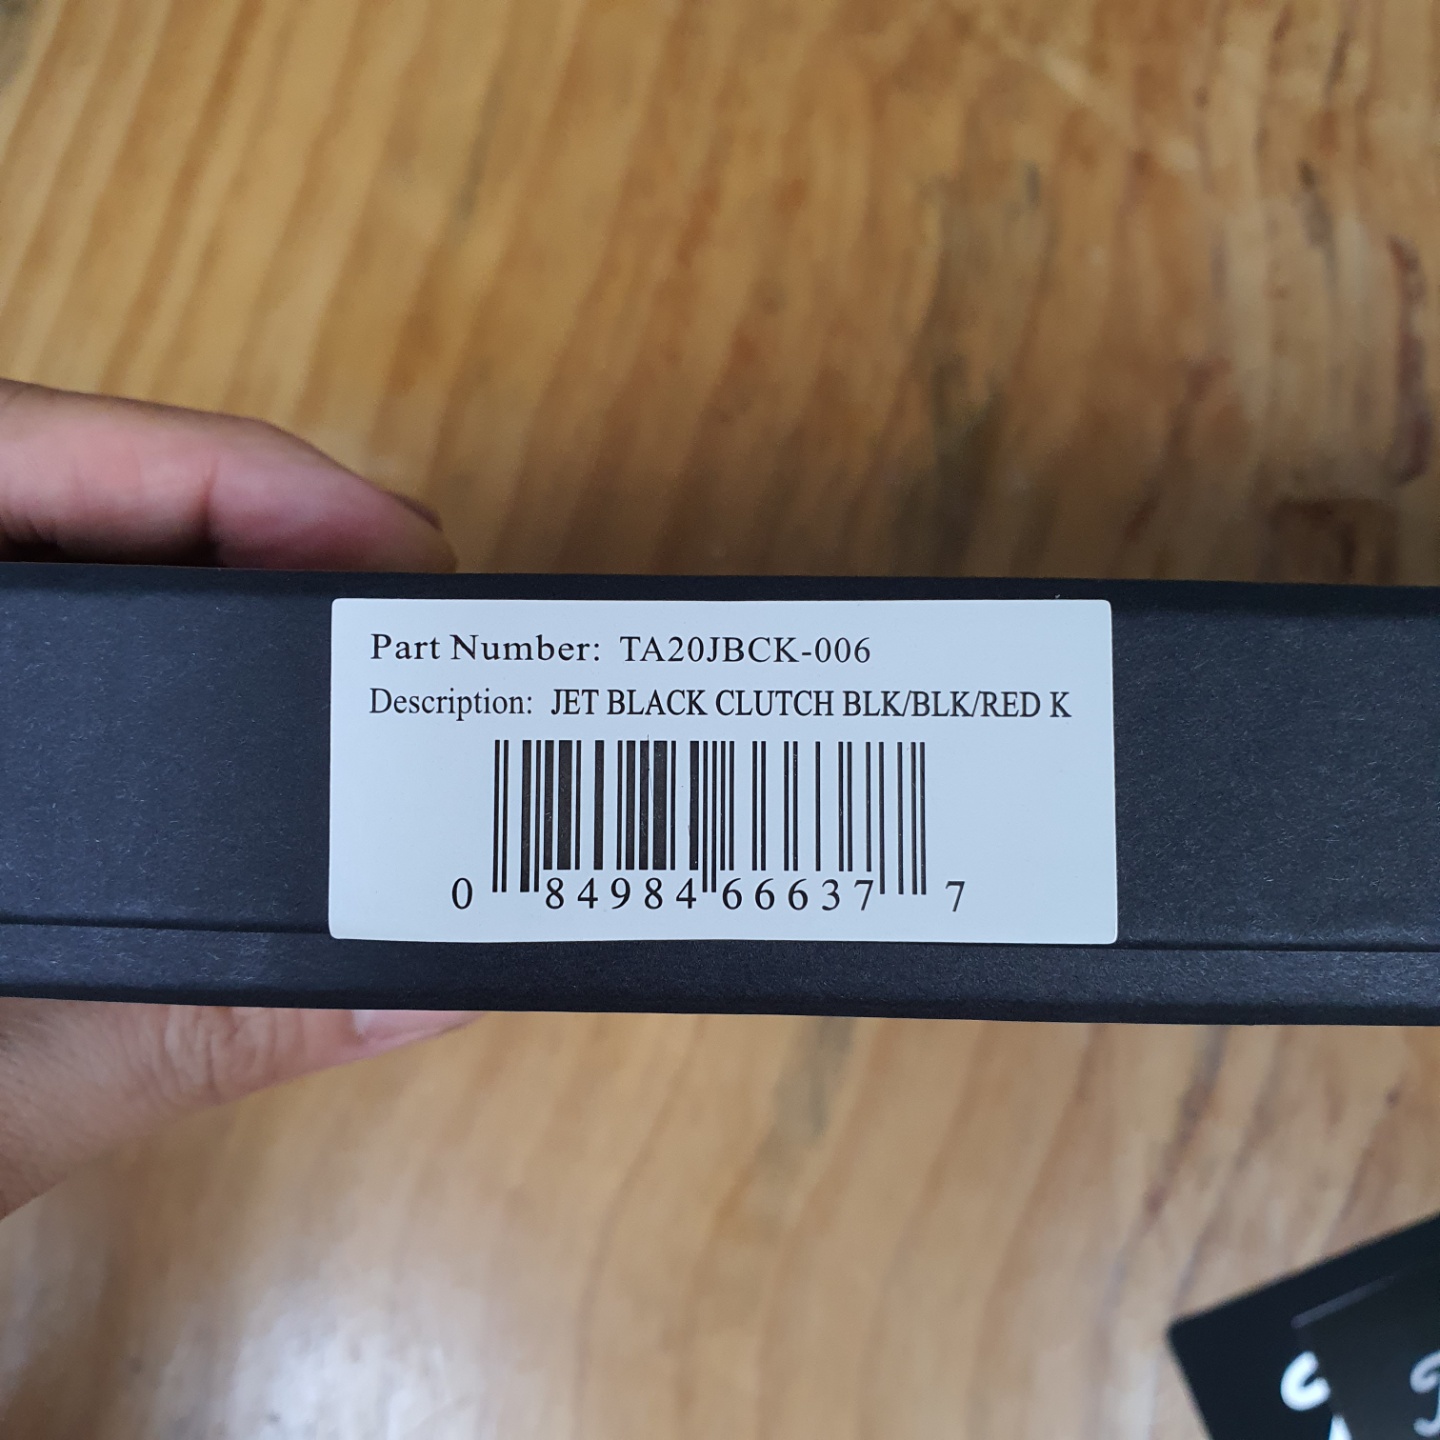 Part Number: TA20JBCK-006
Description: JET BLACK CLUTCH BLK/BLK/RED K
0 84984 66637 7